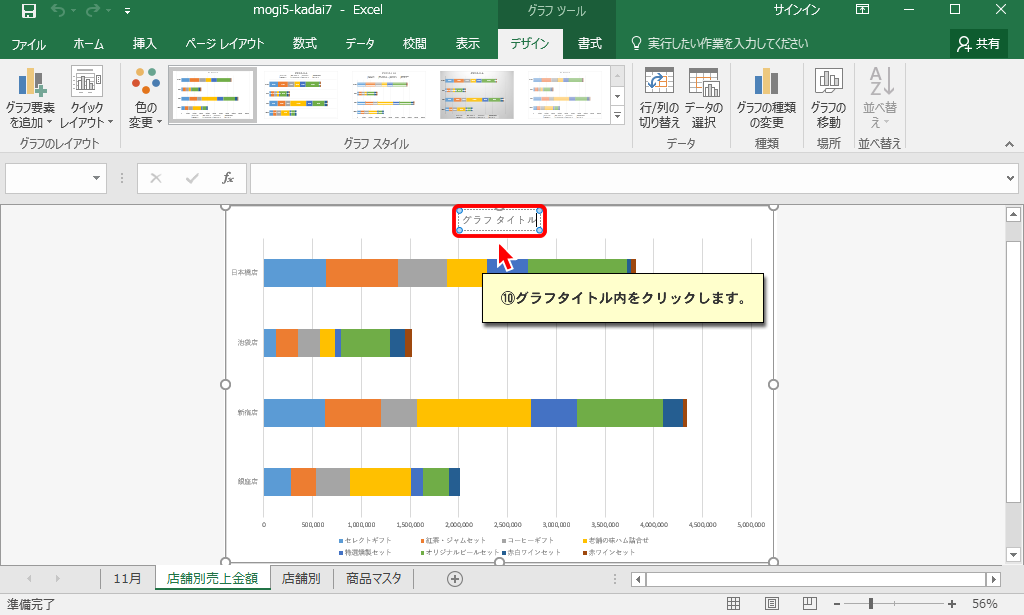 mogi5-kadai7 - Excel
グラフ ツール
サインイン
ファイル ホーム 挿入 ページ レイアウト 数式 データ 校閲 表示 デザイン 書式 実行したい作業を入力してください 共有
グラフ要素を追加
クイックレイアウト
グラフのレイアウト
色の変更
グラフ スタイル
行/列の切り替え
データの選択
データ
グラフの種類の変更
種類
グラフの移動
場所
並べ替え
並べ替え
fx
グラフ タイトル
⑩グラフタイトル内をクリックします。
日本橋店
池袋店
新宿店
銀座店
0 500,000 1,000,000 1,500,000 2,000,000 2,500,000 3,000,000 3,500,000 4,000,000 4,500,000 5,000,000
セレクトギフト 紅茶・ジャムセット コーヒーギフト 老舗の味ハム詰合せ
特選燻製セット オリジナルビールセット 赤白ワインセット 赤ワインセット
11月 店舗別売上金額 店舗別 商品マスタ
準備完了
56%